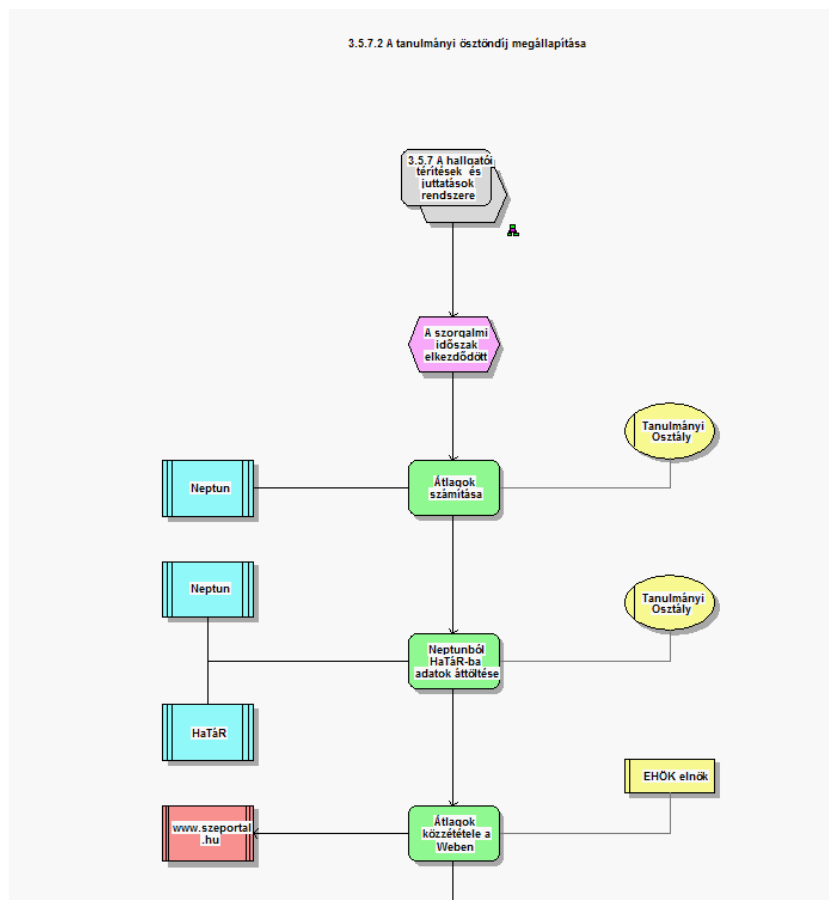 3.5.7.2 A tanulmányi ösztöndíj megállapítása
3.5.7 A hallgatói
térítések és
juttatások
rendszere
A szorgalmi
időszak
elkezdődött
Tanulmányi
Osztály
Neptun
Átlagok
számítása
Neptun
Tanulmányi
Osztály
Neptunból
HaTáR-ba
adatok áttöltése
HaTáR
EHÖK elnök
www.szeportal
.hu
Átlagok
közzététele a
Weben